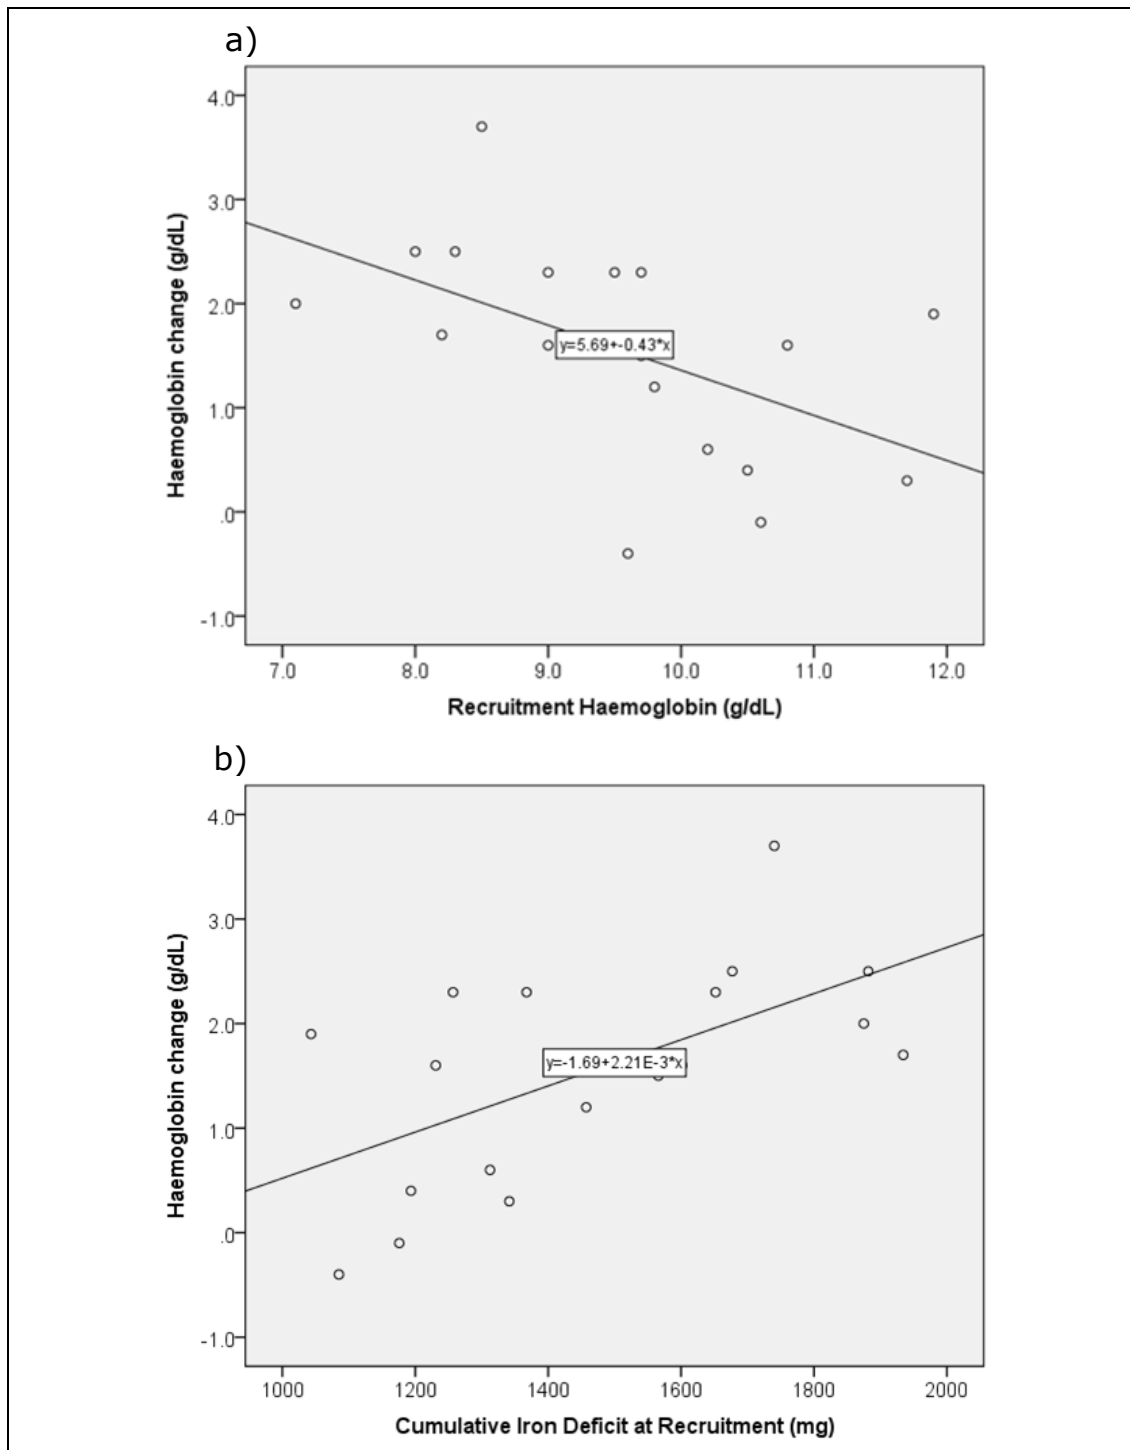 a)
4.0
3.0
2.0
1.0
.0
-1.0
Haemoglobin change (g/dL)
y=5.69+-0.43*x
7.0 8.0 9.0 10.0 11.0 12.0
Recruitment Haemoglobin (g/dL)
b)
4.0
3.0
2.0
1.0
.0
-1.0
Haemoglobin change (g/dL)
y=-1.69+2.21E-3*x
1000 1200 1400 1600 1800 2000
Cumulative Iron Deficit at Recruitment (mg)